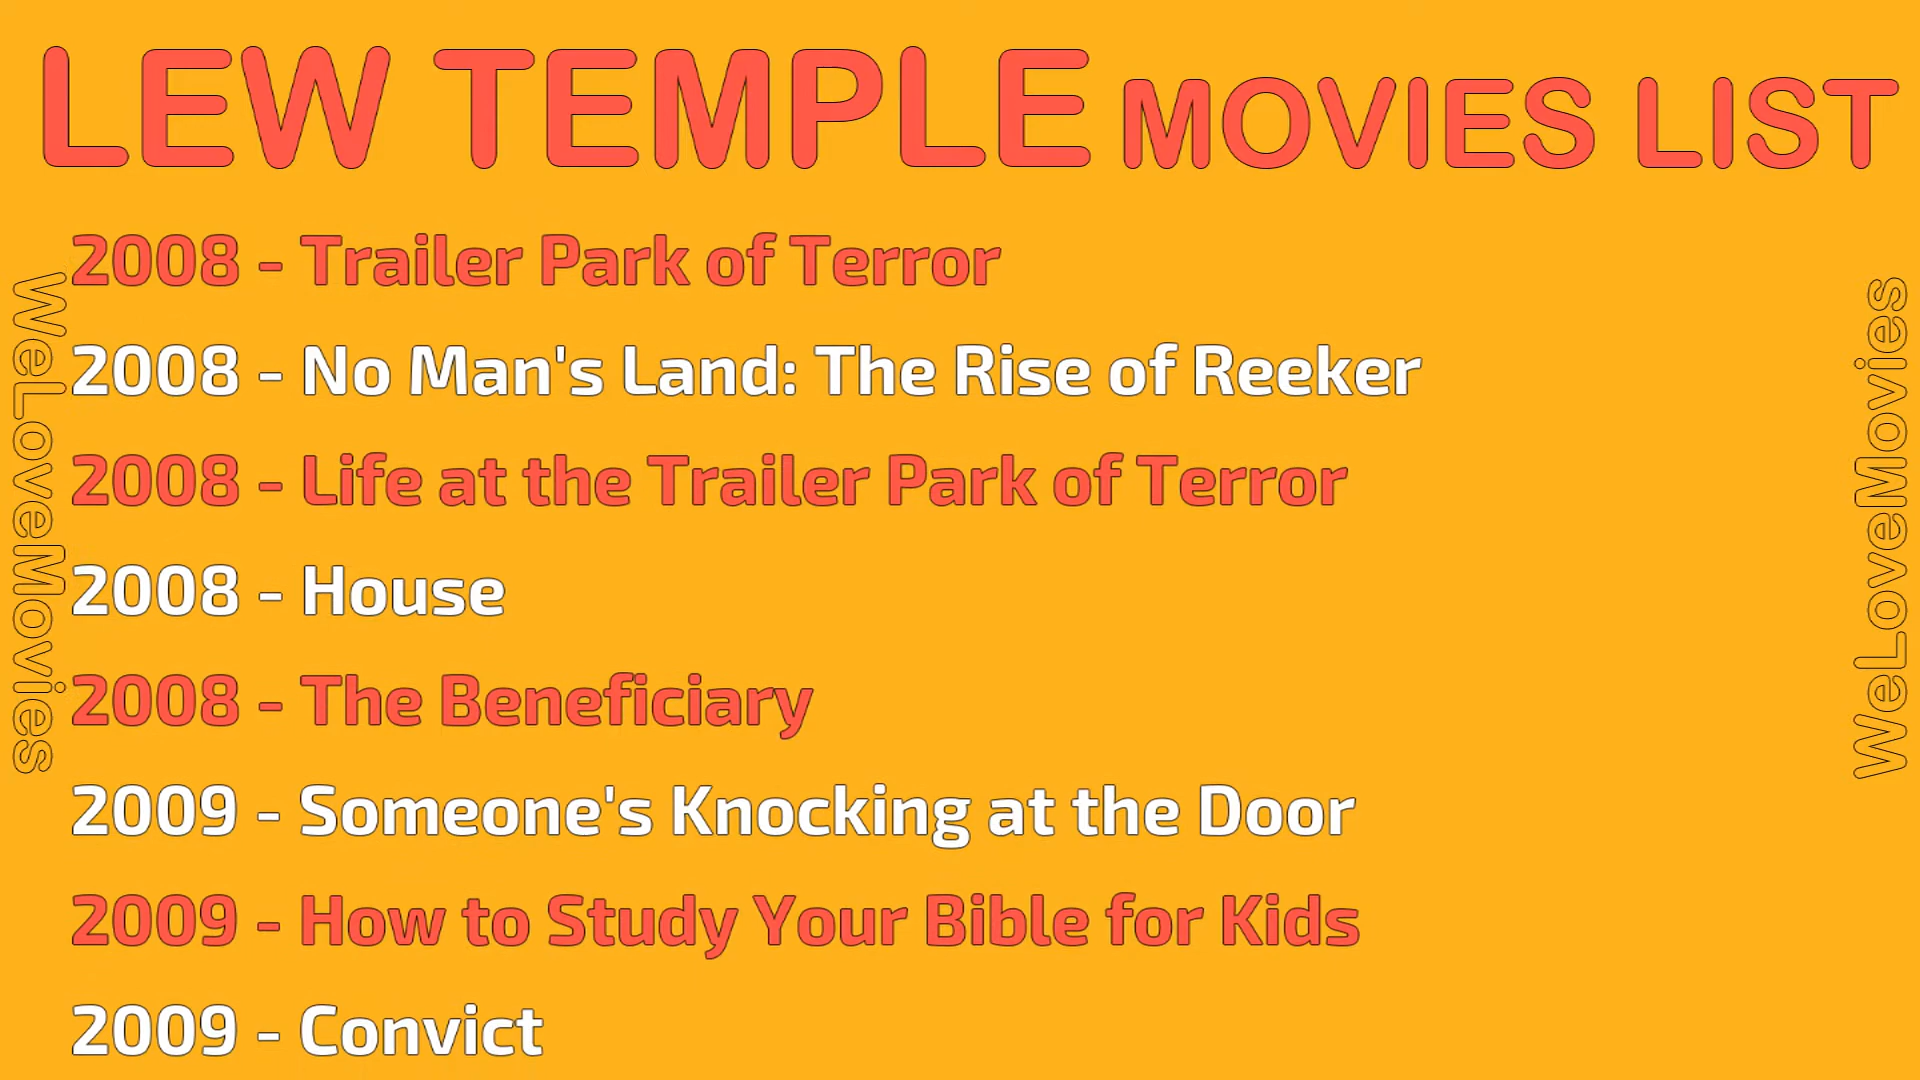 LEW TEMPLE MOVIES LIST
2008 - Trailer Park of Terror
2008 - No Man's Land: The Rise of Reeker
2008 - Life at the Trailer Park of Terror
2008 - House
2008 - The Beneficiary
2009 - Someone's Knocking at the Door
2009 - How to Study Your Bible for Kids
2009 - Convict
WeLoveMovies
WeLoveMovies